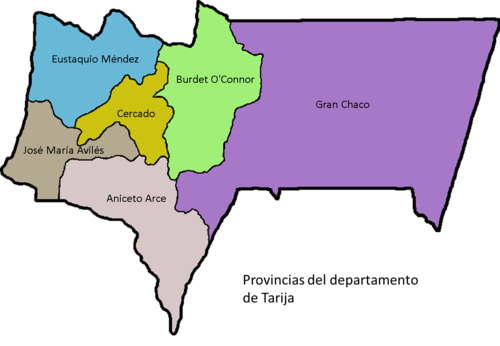 Eustaquio Méndez
Burdet O'Connor
Gran Chaco
Cercado
José María Avilés
Aniceto Arce
Provincias del departamento
de Tarija